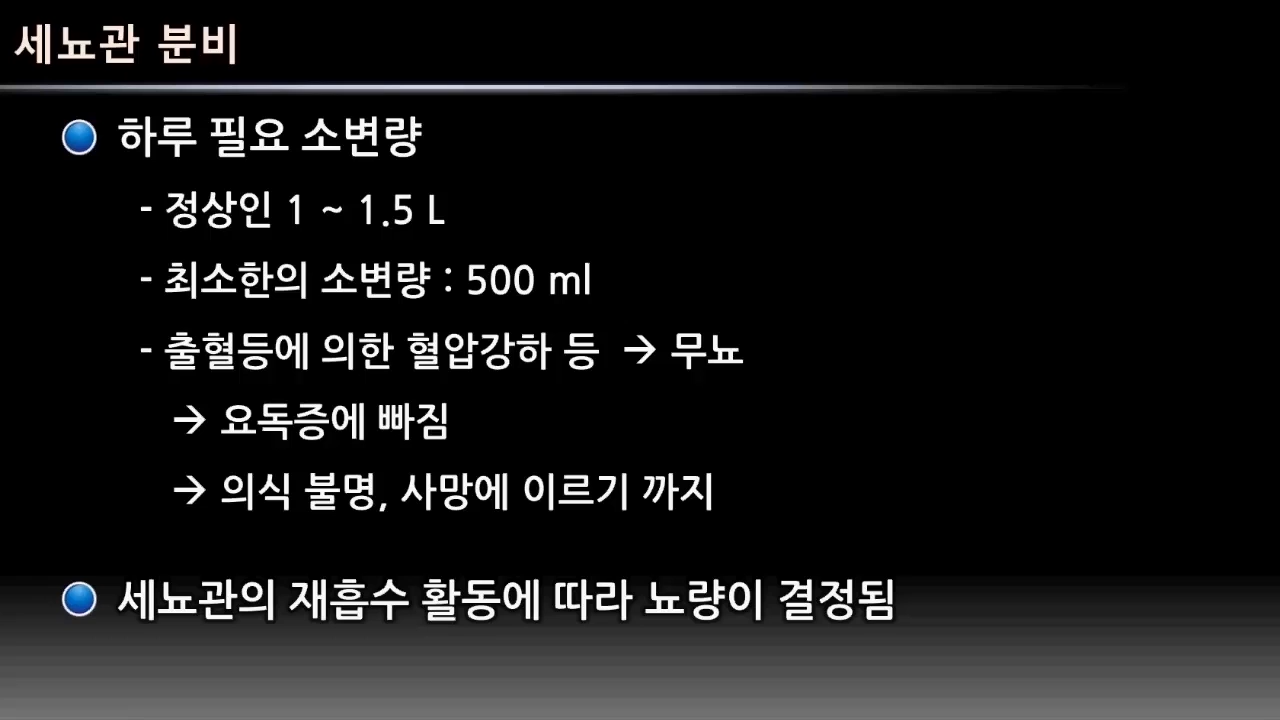 세뇨관 분비
하루 필요 소변량
- 정상인 1 ~ 1.5 L
- 최소한의 소변량 : 500 ml
- 출혈등에 의한 혈압강하 등 → 무뇨
→ 요독증에 빠짐
→ 의식 불명, 사망에 이르기 까지
세뇨관의 재흡수 활동에 따라 뇨량이 결정됨